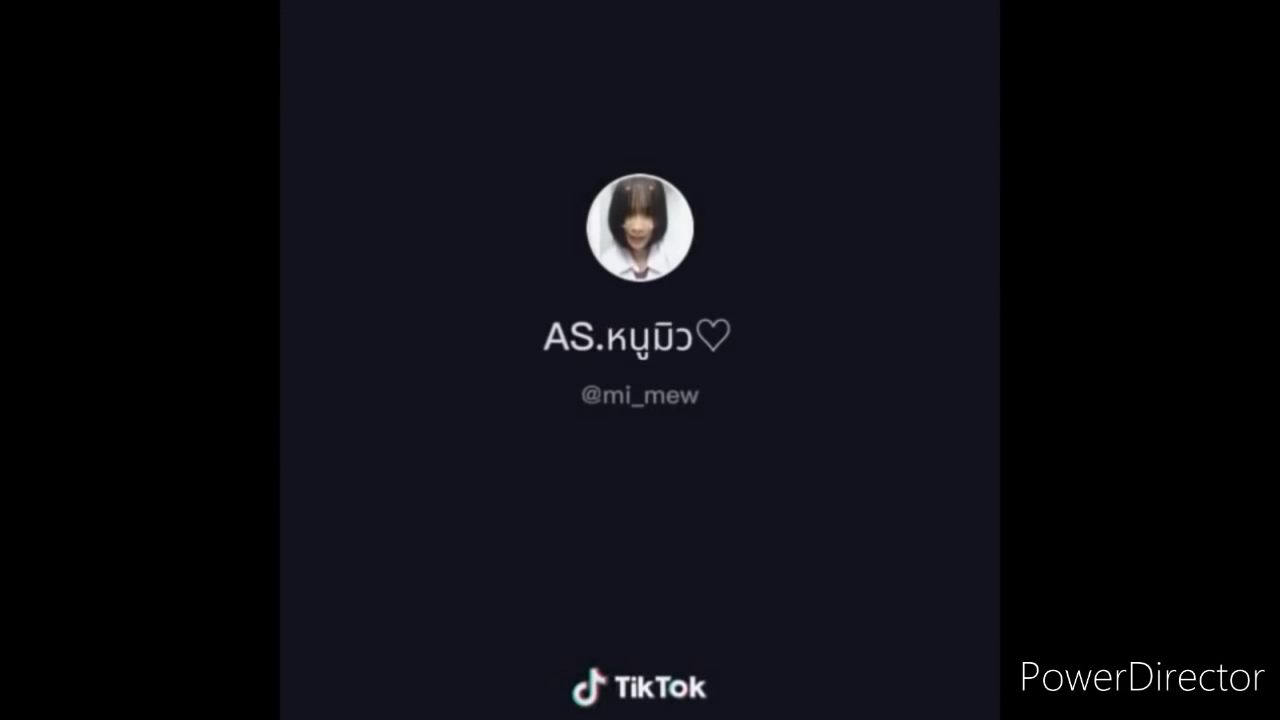 AS.หนูมิว♡
@mi_mew
TikTok
PowerDirector